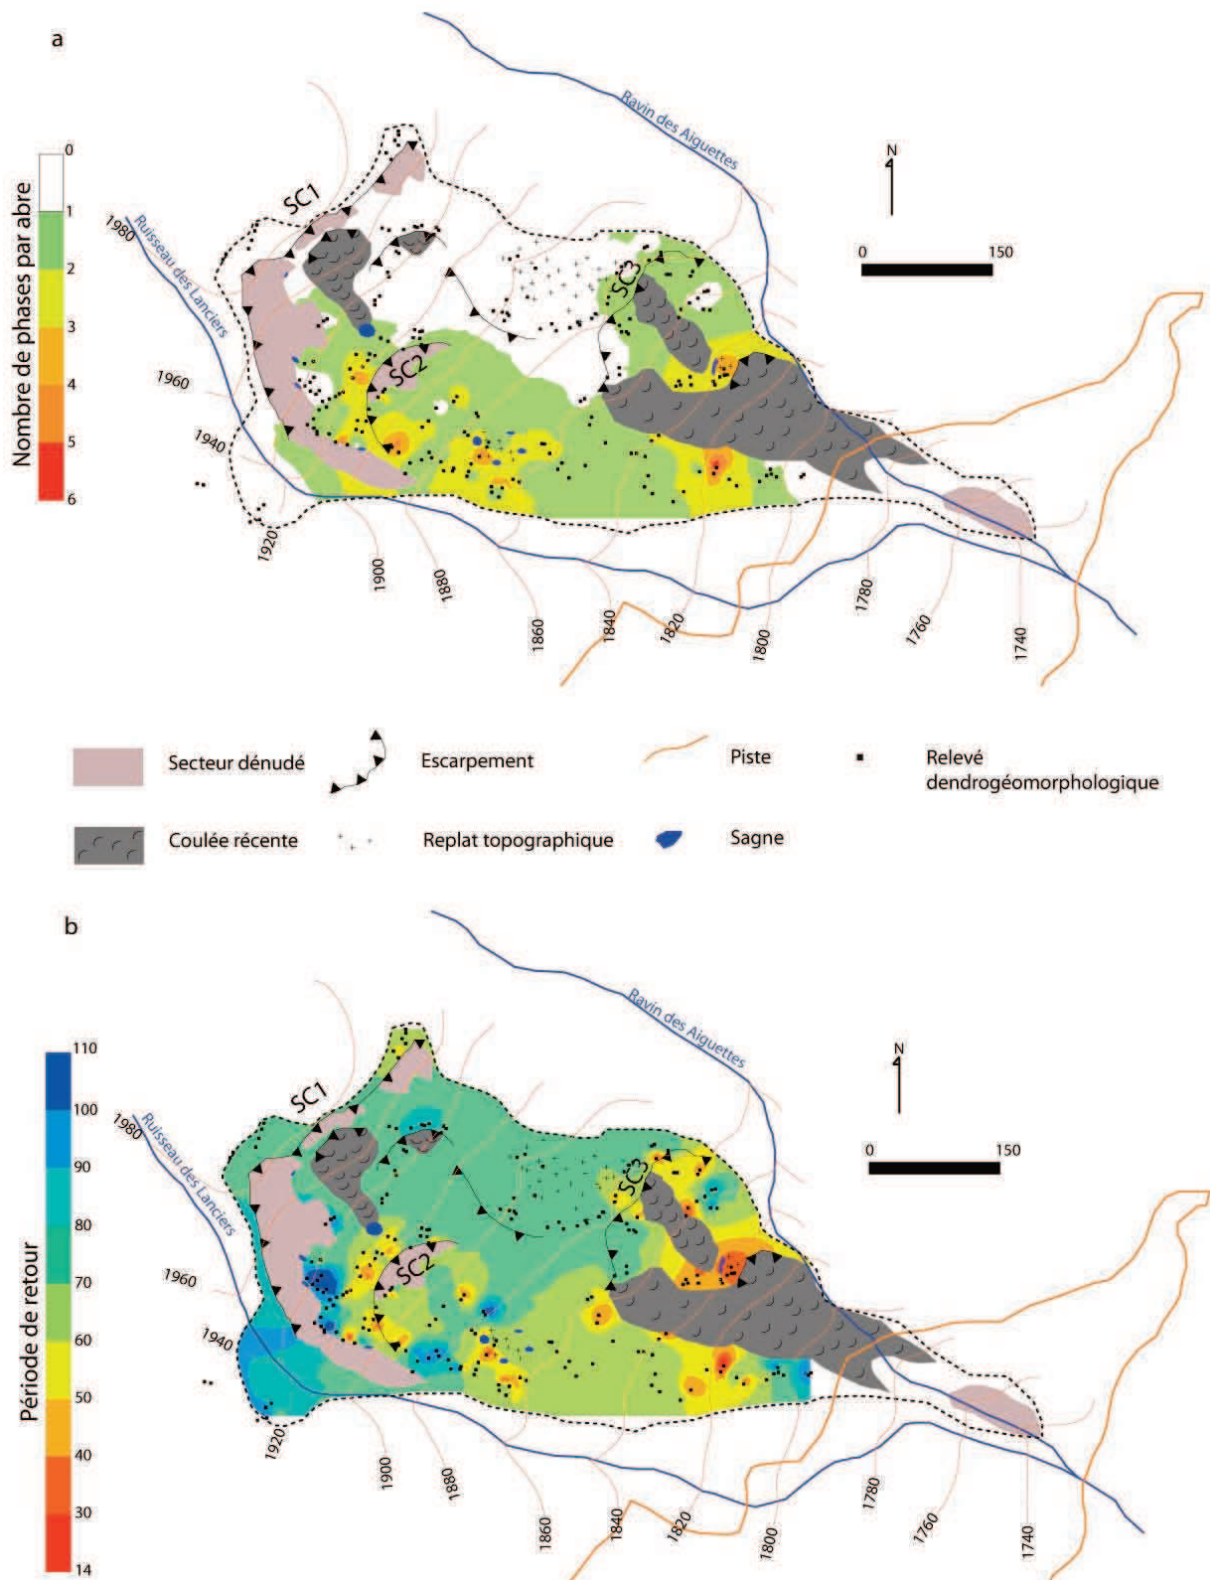 a
Ravin des Aiguettes
N
0 150
Nombre de phases par abre
0
1
2
3
4
5
6
SC1
SC2
SC3
1980
Ruisseau des Lanciers
1960
1940
1920
1900
1880
1860
1840
1820
1800
1780
1760
1740
Secteur dénudé
Escarpement
Piste
Relevé
dendrogéomorphologique
Coulée récente
Replat topographique
Sagne
b
Ravin des Aiguettes
N
0 150
Période de retour
110
100
90
80
70
60
50
40
30
14
SC1
SC2
SC3
1980
Ruisseau des Lanciers
1960
1940
1920
1900
1880
1860
1840
1820
1800
1780
1760
1740